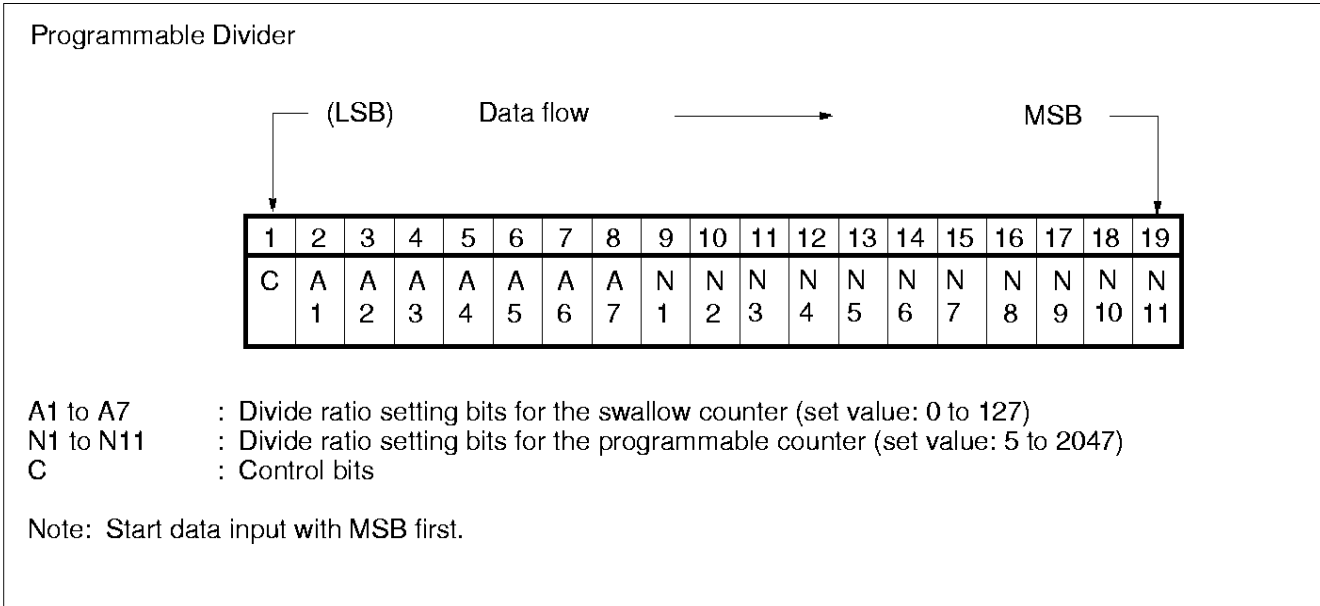 Programmable Divider
(LSB) Data flow MSB
1 2 3 4 5 6 7 8 9 10 11 12 13 14 15 16 17 18 19
C A A A A A A A N N N N N N N N N N N
1 2 3 4 5 6 7 1 2 3 4 5 6 7 8 9 10 11
A1 to A7 : Divide ratio setting bits for the swallow counter (set value: 0 to 127)
N1 to N11 : Divide ratio setting bits for the programmable counter (set value: 5 to 2047)
C : Control bits
Note: Start data input with MSB first.